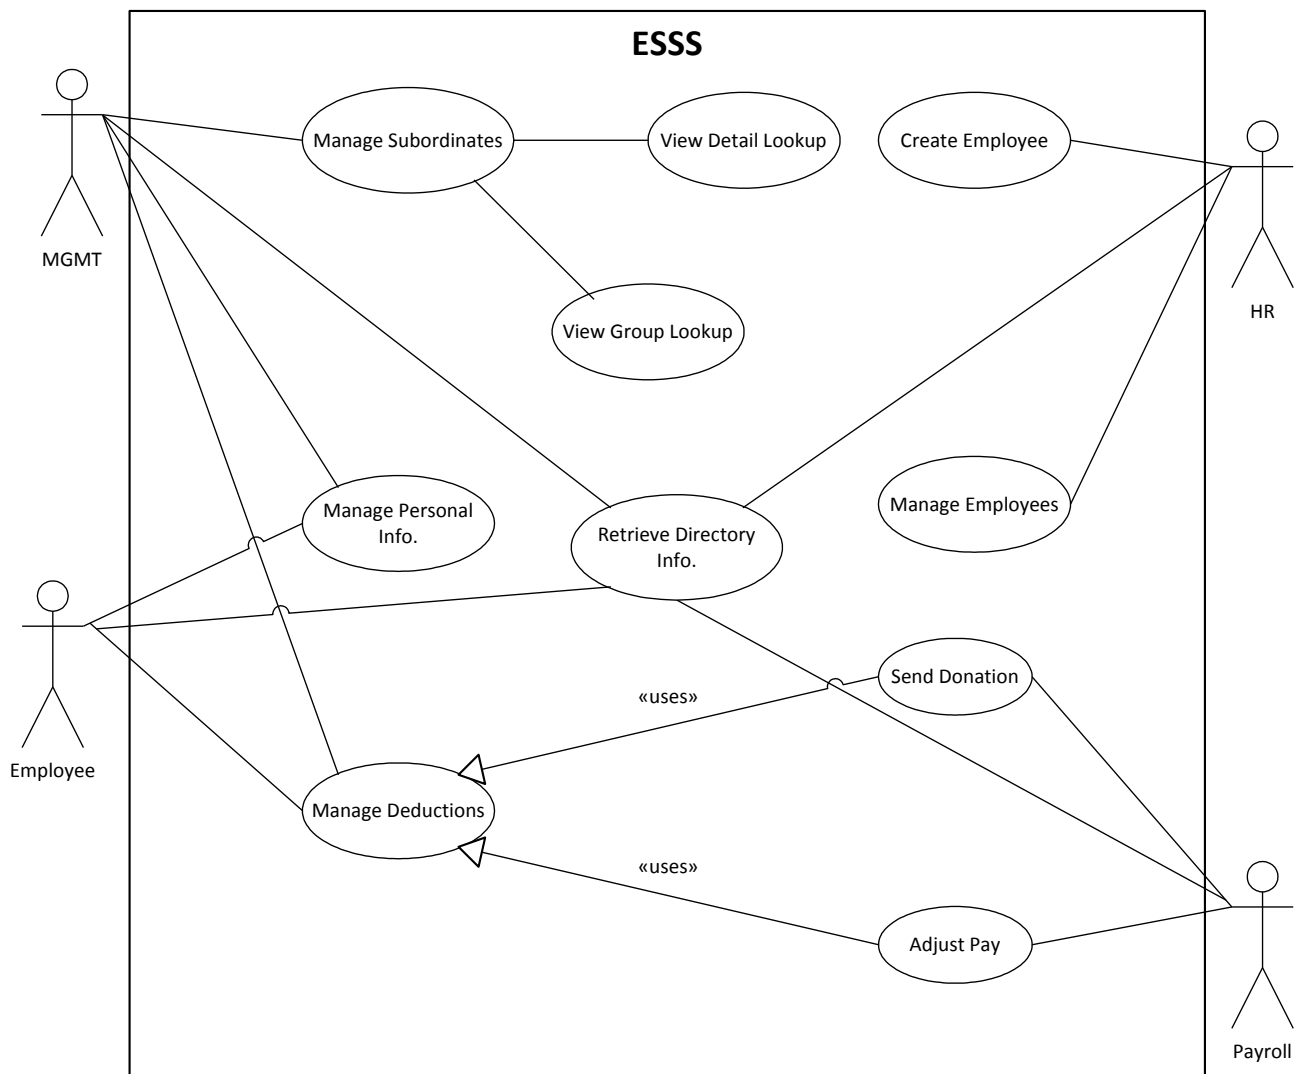 ESSS
Manage Subordinates
View Detail Lookup
Create Employee
MGMT
HR
View Group Lookup
Manage Personal
Info.
Retrieve Directory
Info.
Manage Employees
Employee
Send Donation
«uses»
Manage Deductions
«uses»
Adjust Pay
Payroll